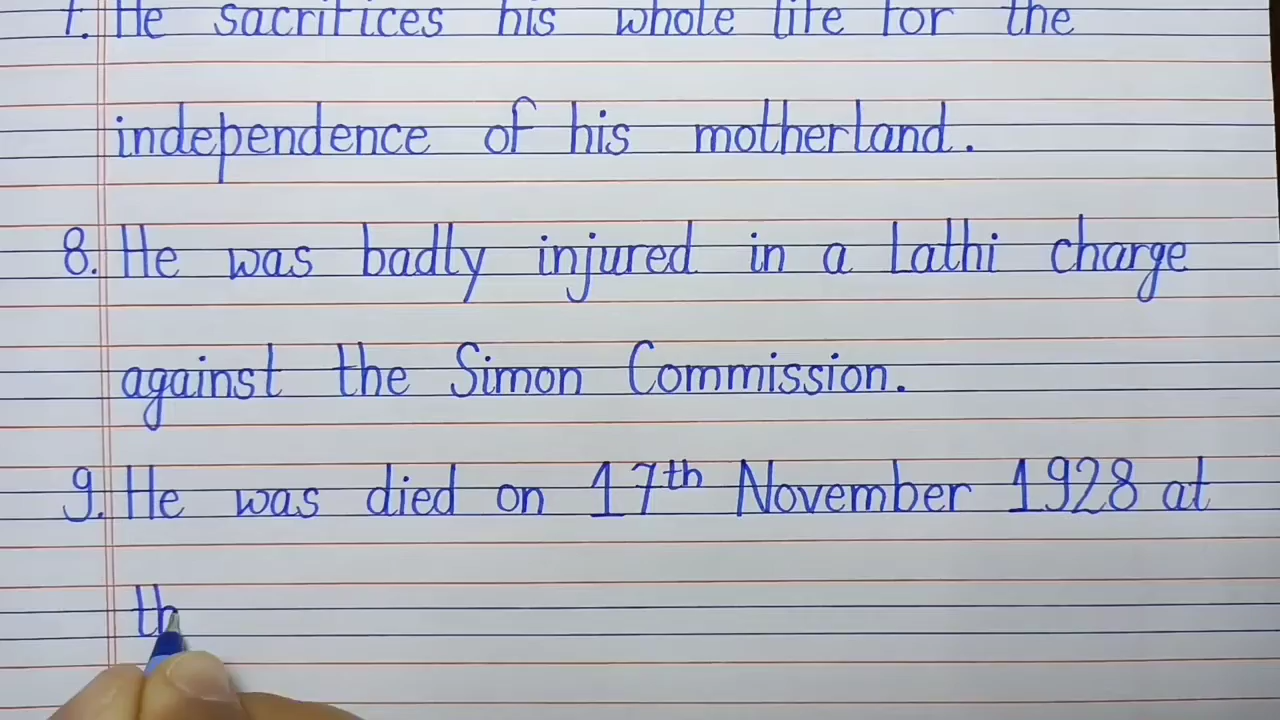 7. He sacrifices his whole life for the
independence of his motherland.
8. He was badly injured in a lathi charge
against the Simon Commission.
9. He was died on 17th November 1928 at
th